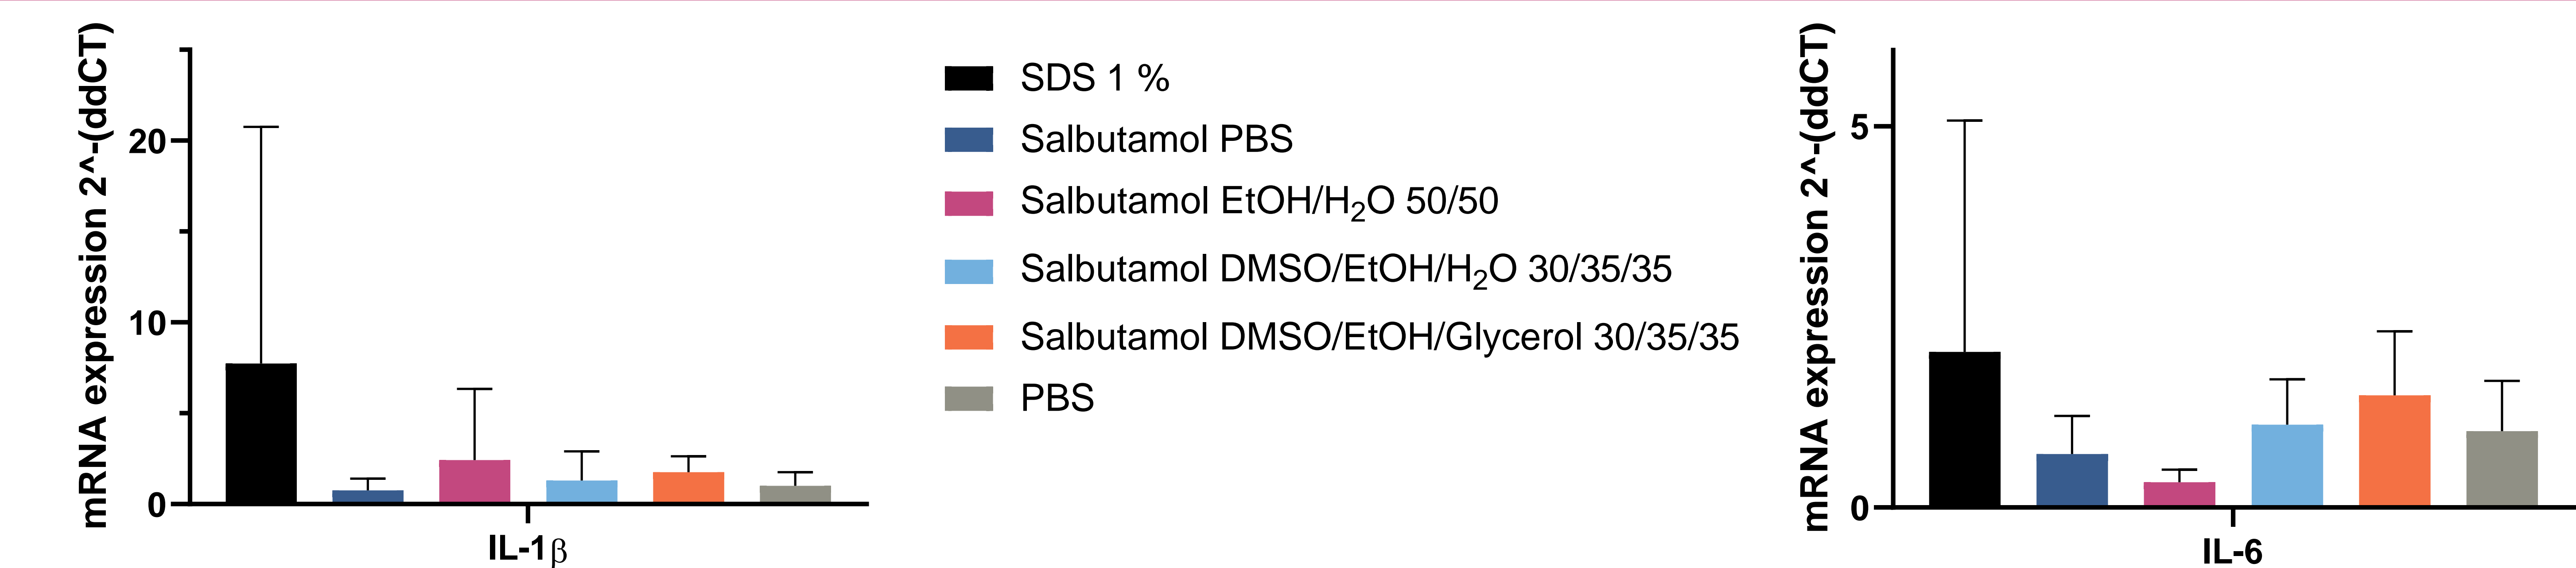 mRNA expression 2^-(ddCT)
20
10
0
IL-1β
SDS 1 %
Salbutamol PBS
Salbutamol EtOH/H₂O 50/50
Salbutamol DMSO/EtOH/H₂O 30/35/35
Salbutamol DMSO/EtOH/Glycerol 30/35/35
PBS
mRNA expression 2^-(ddCT)
5
0
IL-6